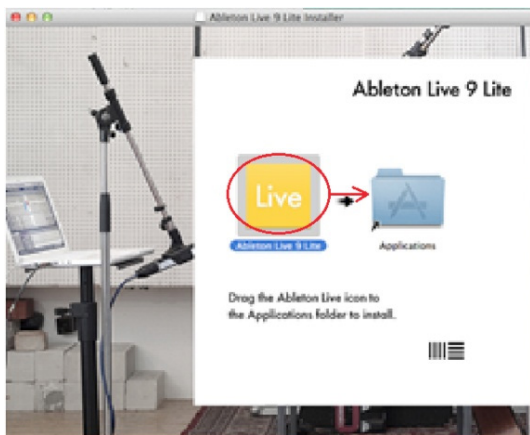 Ableton Live 9 Lite Installer
Ableton Live 9 Lite
Live
Ableton Live 9 Lite
Applications
Drag the Ableton Live icon to
the Applications folder to install.